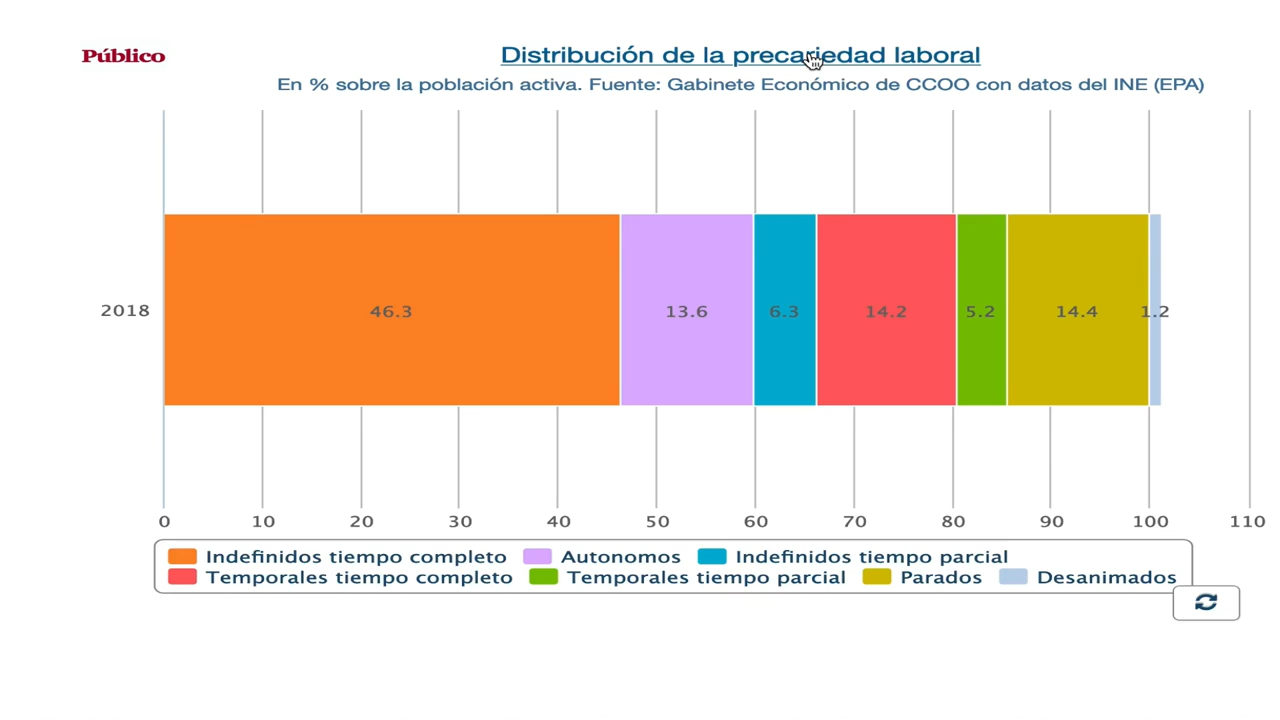 Público
Distribución de la precariedad laboral
En % sobre la población activa. Fuente: Gabinete Económico de CCOO con datos del INE (EPA)
2018
46.3 13.6 6.3 14.2 5.2 14.4 1.2
0 10 20 30 40 50 60 70 80 90 100 110
Indefinidos tiempo completo Autonomos Indefinidos tiempo parcial
Temporales tiempo completo Temporales tiempo parcial Parados Desanimados